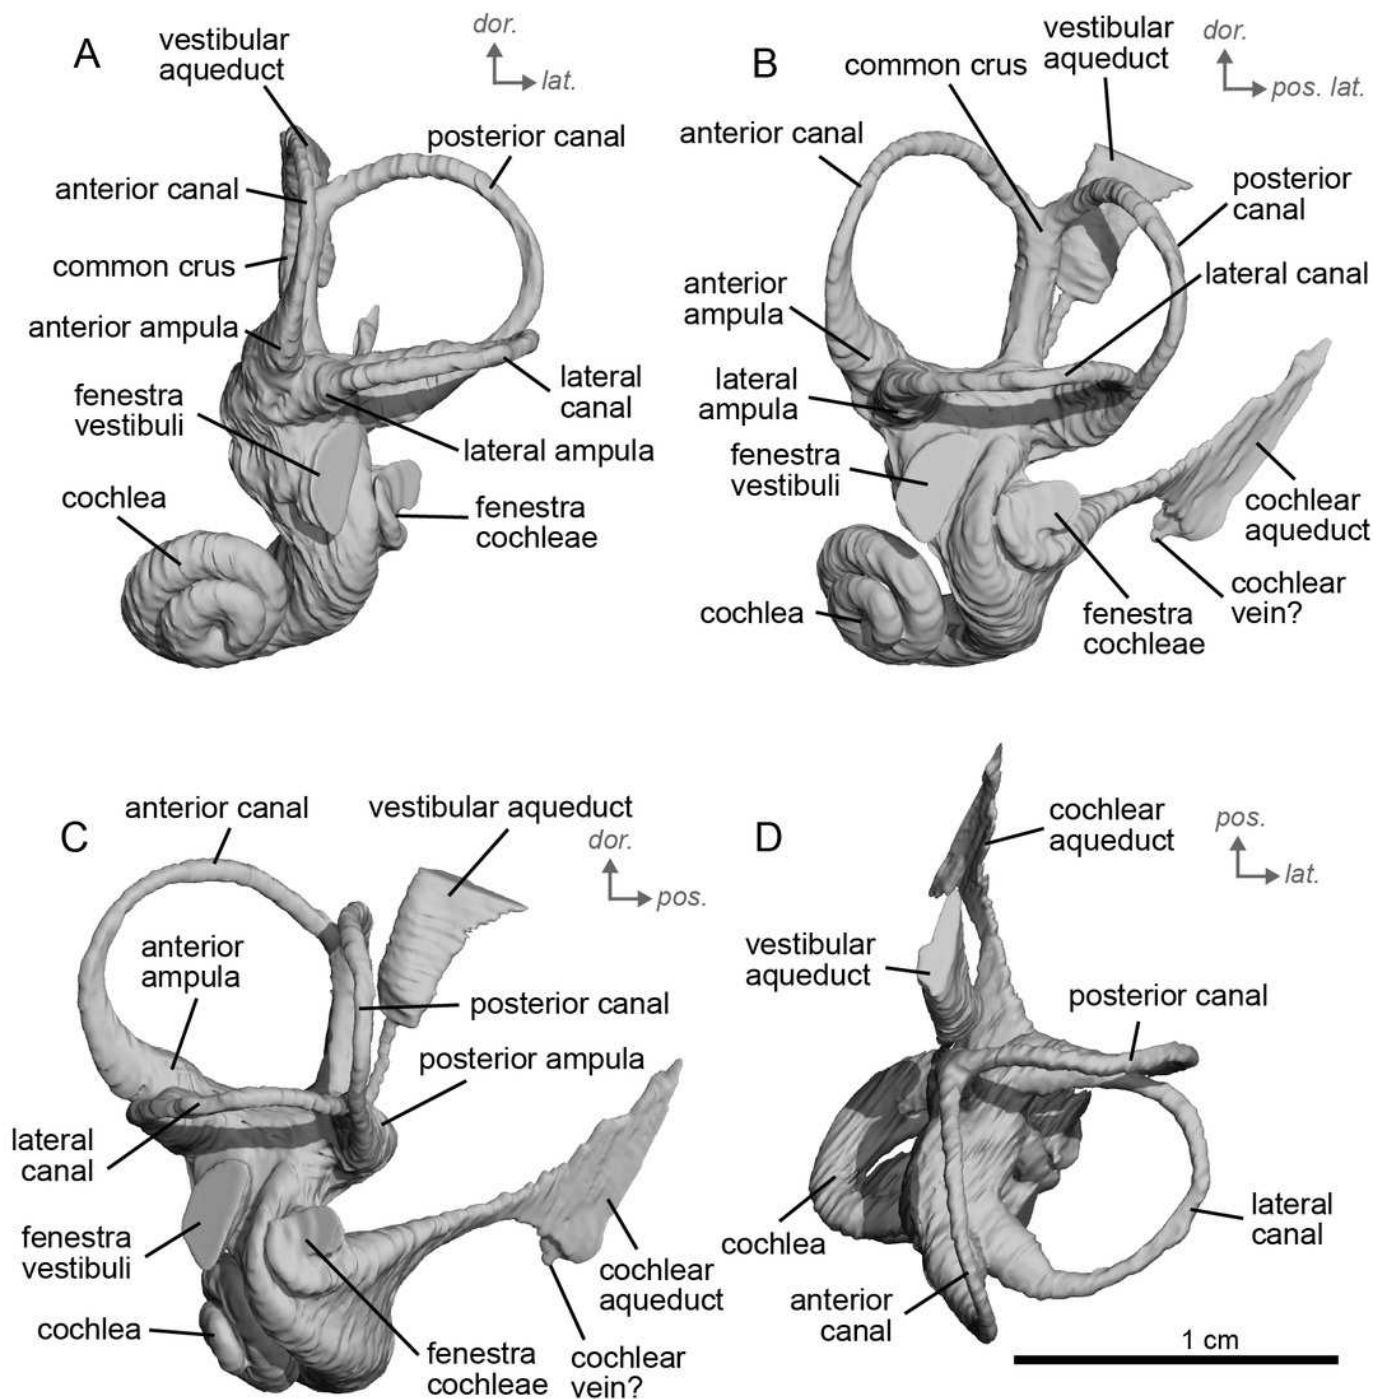 A
vestibular
aqueduct
dor.
lat.
posterior canal
anterior canal
common crus
anterior ampula
fenestra
vestibuli
lateral
canal
lateral ampula
cochlea
fenestra
cochleae
B
common crus
vestibular
aqueduct
dor.
pos. lat.
anterior canal
posterior
canal
lateral canal
anterior
ampula
lateral
ampula
fenestra
vestibuli
cochlear
aqueduct
cochlear
vein?
cochlea
fenestra
cochleae
C
anterior canal
vestibular aqueduct
dor.
pos.
anterior
ampula
posterior canal
posterior ampula
lateral
canal
fenestra
vestibuli
cochlear
aqueduct
cochlea
fenestra
cochleae
cochlear
vein?
D
cochlear
aqueduct
pos.
lat.
vestibular
aqueduct
posterior canal
lateral
canal
cochlea
anterior
canal
1 cm